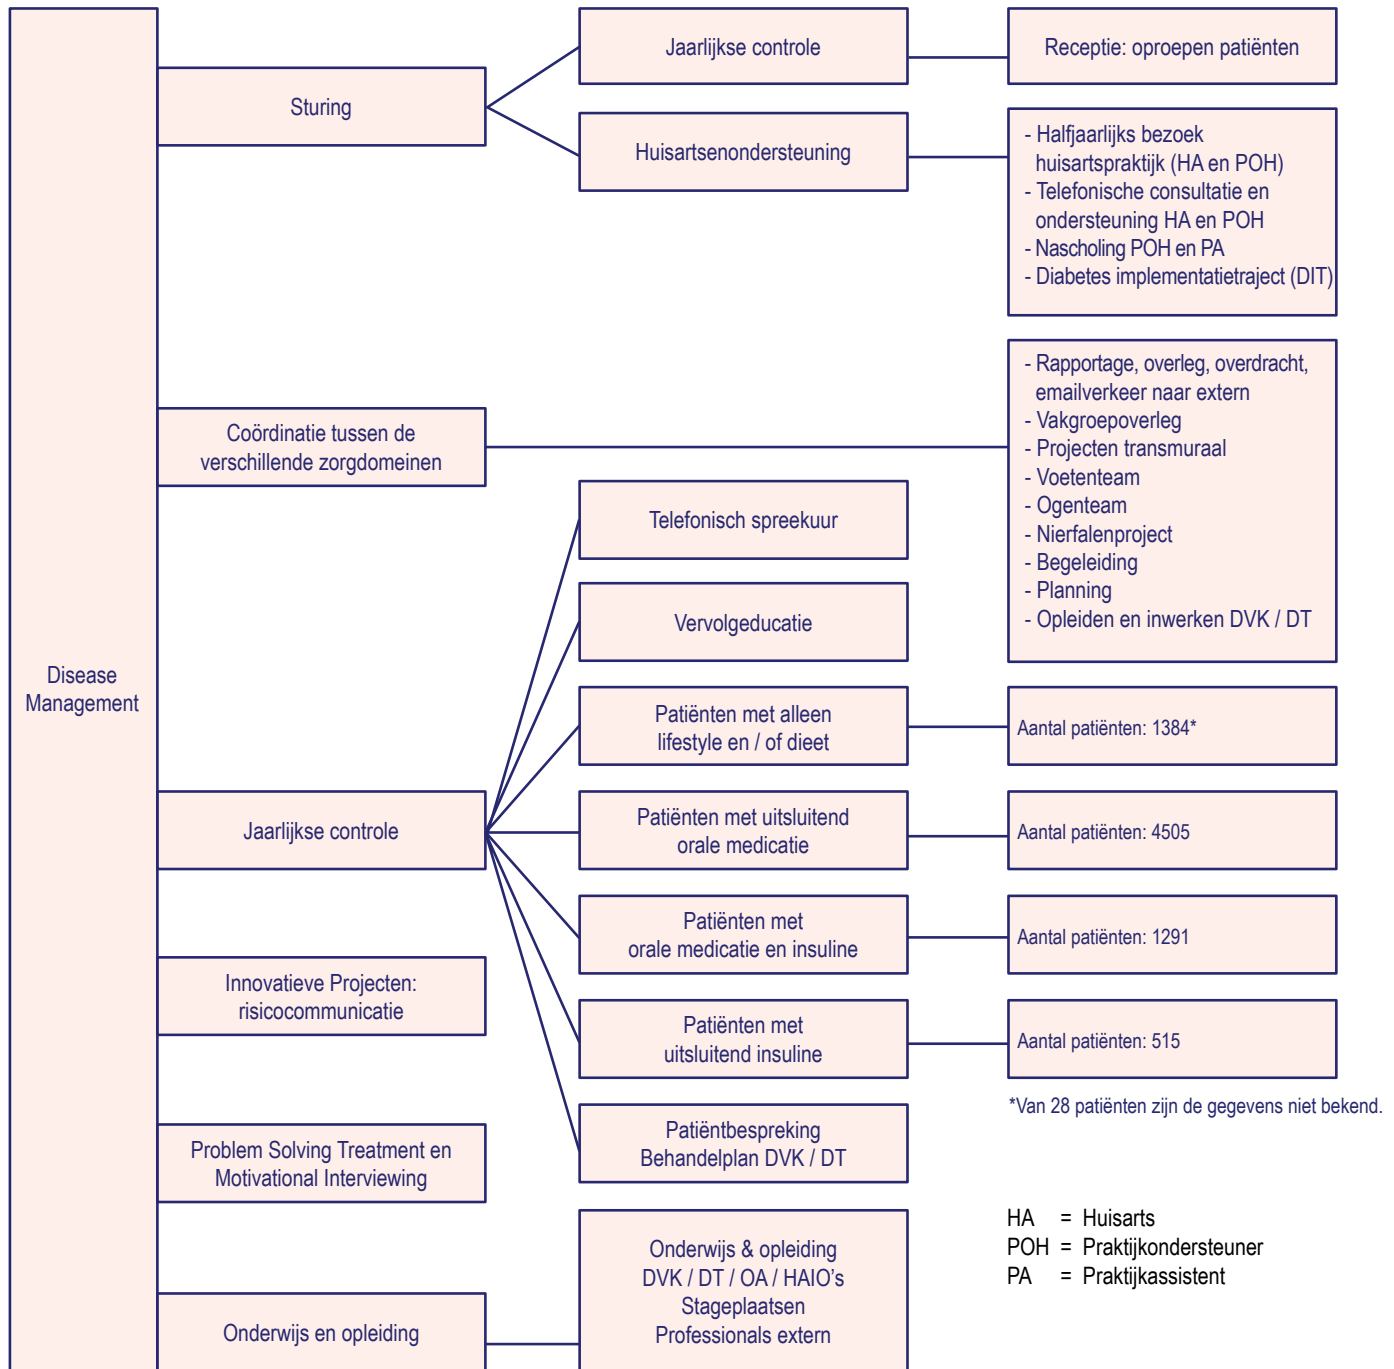 Disease
Management
Sturing
Jaarlijkse controle
Receptie: oproepen patiënten
Huisartsenondersteuning
- Halfjaarlijks bezoek
huisartspraktijk (HA en POH)
- Telefonische consultatie en
ondersteuning HA en POH
- Nascholing POH en PA
- Diabetes implementatietraject (DIT)
Coördinatie tussen de
verschillende zorgdomeinen
- Rapportage, overleg, overdracht,
emailverkeer naar extern
- Vakgroepoverleg
- Projecten transmuraal
- Voetenteam
- Ogenteam
- Nierfalenproject
- Begeleiding
- Planning
- Opleiden en inwerken DVK / DT
Jaarlijkse controle
Telefonisch spreekuur
Vervolgeducatie
Patiënten met alleen
lifestyle en / of dieet
Aantal patiënten: 1384*
Patiënten met uitsluitend
orale medicatie
Aantal patiënten: 4505
Patiënten met
orale medicatie en insuline
Aantal patiënten: 1291
Patiënten met
uitsluitend insuline
Aantal patiënten: 515
*Van 28 patiënten zijn de gegevens niet bekend.
Patiëntbespreking
Behandelplan DVK / DT
Innovatieve Projecten:
risicocommunicatie
Problem Solving Treatment en
Motivational Interviewing
Onderwijs en opleiding
Onderwijs & opleiding
DVK / DT / OA / HAIO’s
Stageplaatsen
Professionals extern
HA = Huisarts
POH = Praktijkondersteuner
PA = Praktijkassistent